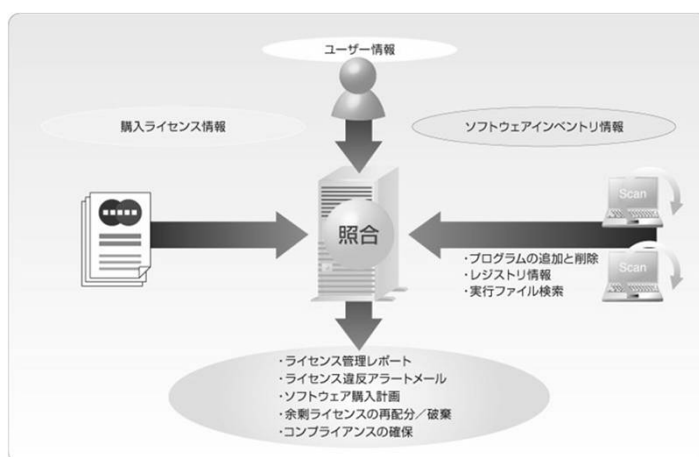 ユーザー情報
購入ライセンス情報
ソフトウェアインベントリ情報
Scan
照合
・プログラムの追加と削除
・レジストリ情報
・実行ファイル検索
Scan
・ライセンス管理レポート
・ライセンス違反アラートメール
・ソフトウェア購入計画
・余剰ライセンスの再配分／破棄
・コンプライアンスの確保